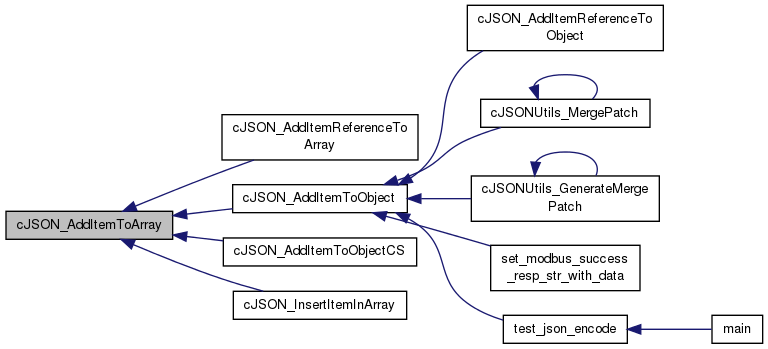 cJSON_AddItemReferenceTo
Object
cJSONUtils_MergePatch
cJSON_AddItemReferenceTo
Array
cJSONUtils_GenerateMerge
Patch
cJSON_AddItemToObject
cJSON_AddItemToArray
cJSON_AddItemToObjectCS
set_modbus_success
_resp_str_with_data
cJSON_InsertItemInArray
test_json_encode
main